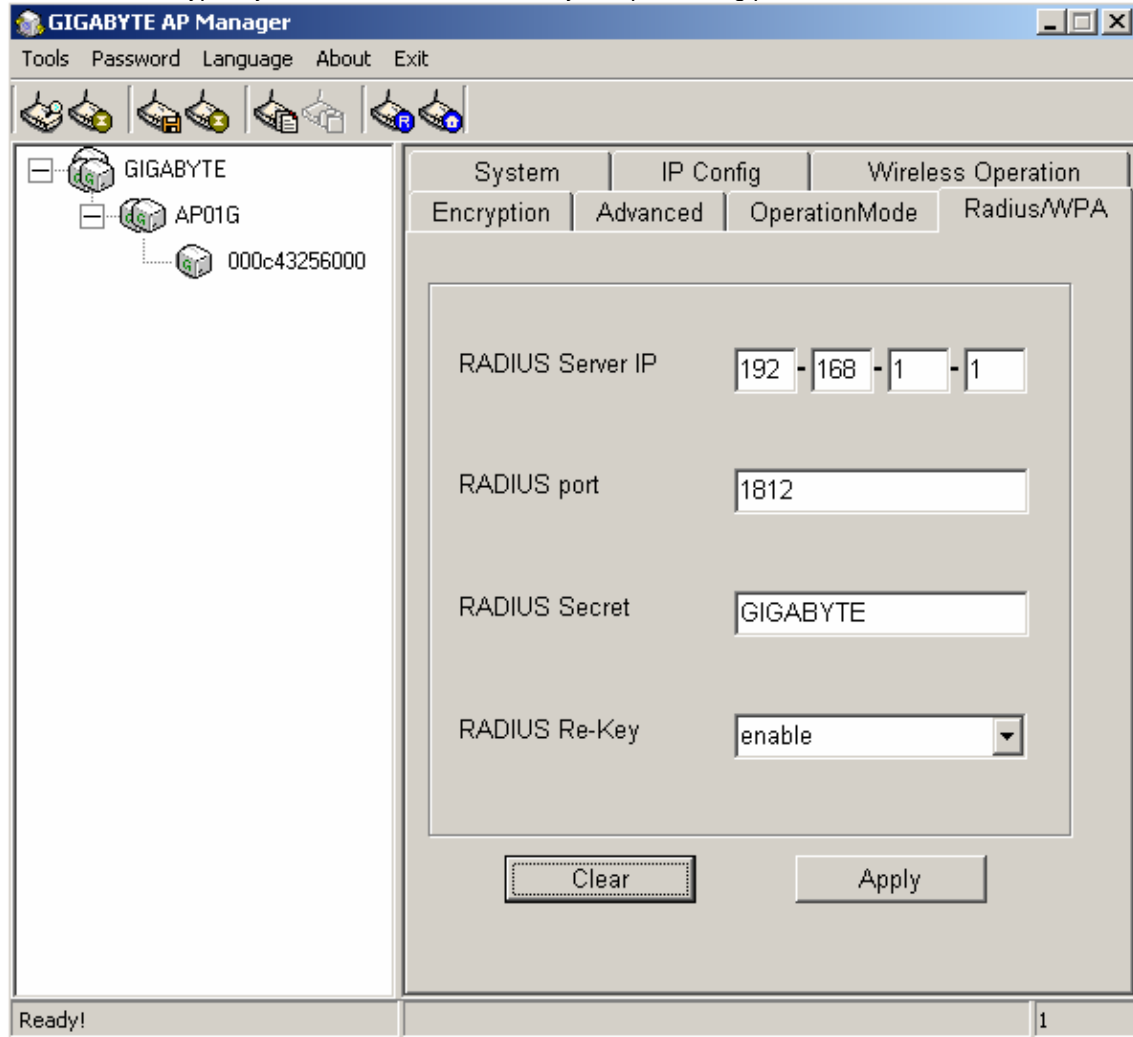 GIGABYTE AP Manager
Tools Password Language About Exit
GIGABYTE
AP01G
000c43256000
System IP Config Wireless Operation
Encryption Advanced OperationMode Radius/WPA
RADIUS Server IP 192 - 168 - 1 - 1
RADIUS port 1812
RADIUS Secret GIGABYTE
RADIUS Re-Key enable
Clear Apply
Ready! 1